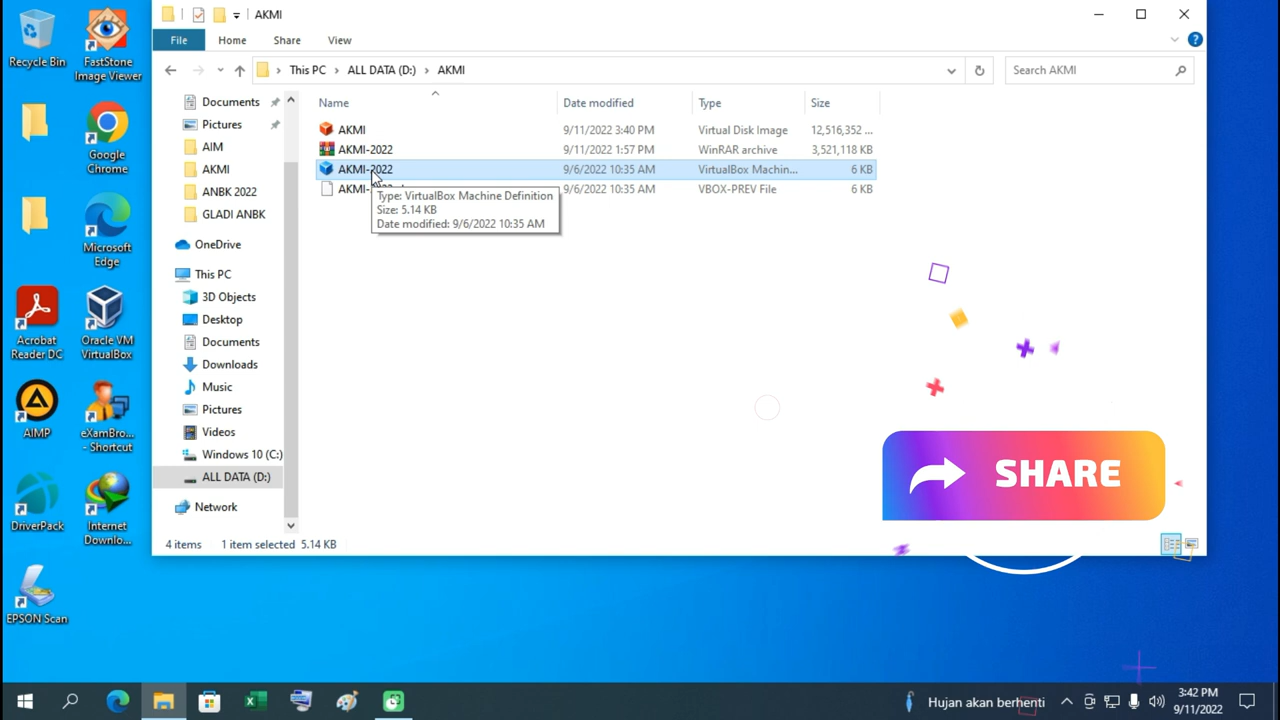 AKMI
File Home Share View
This PC > ALL DATA (D:) > AKMI
Search AKMI
Recycle Bin
FastStone Image Viewer
Google Chrome
Microsoft Edge
Acrobat Reader DC
Oracle VM VirtualBox
AIMP
eXamBro... - Shortcut
DriverPack
Internet Downlo...
EPSON Scan
Documents
Pictures
AIM
AKMI
ANBK 2022
GLADI ANBK
OneDrive
This PC
3D Objects
Desktop
Documents
Downloads
Music
Pictures
Videos
Windows 10 (C:)
ALL DATA (D:)
Network
Name Date modified Type Size
AKMI 9/11/2022 3:40 PM Virtual Disk Image 12,516,352 ...
AKMI-2022 9/11/2022 1:57 PM WinRAR archive 3,521,118 KB
AKMI-2022 9/6/2022 10:35 AM VirtualBox Machin... 6 KB
9/6/2022 10:35 AM VBOX-PREV File 6 KB
Type: VirtualBox Machine Definition
Size: 5.14 KB
Date modified: 9/6/2022 10:35 AM
SHARE
4 items 1 item selected 5.14 KB
Hujan akan berhenti
3:42 PM
9/11/2022